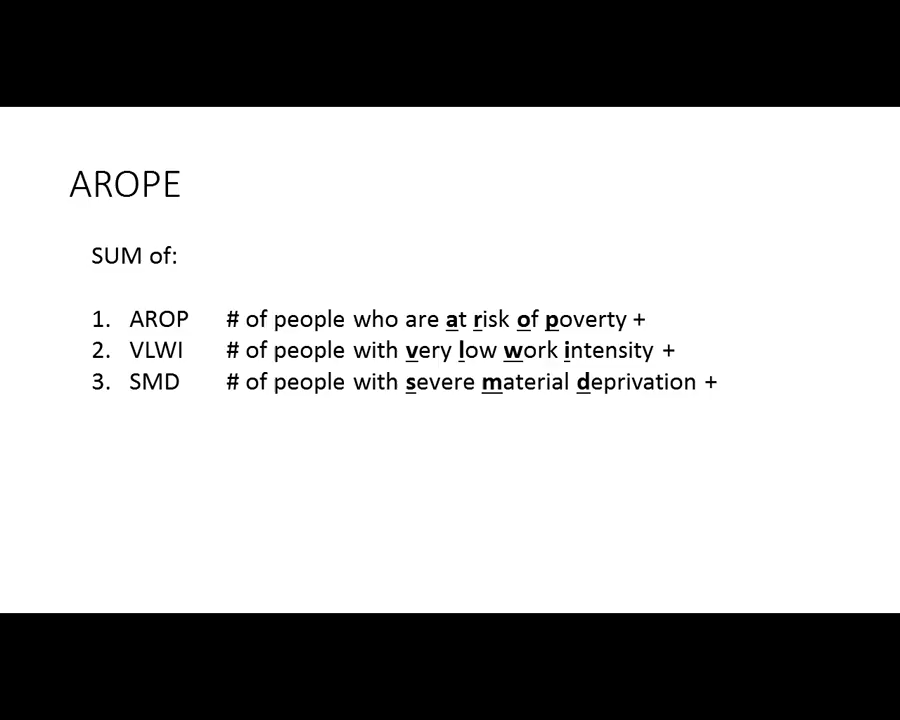 AROPE
SUM of:
1. AROP # of people who are at risk of poverty +
2. VLWI # of people with very low work intensity +
3. SMD # of people with severe material deprivation +